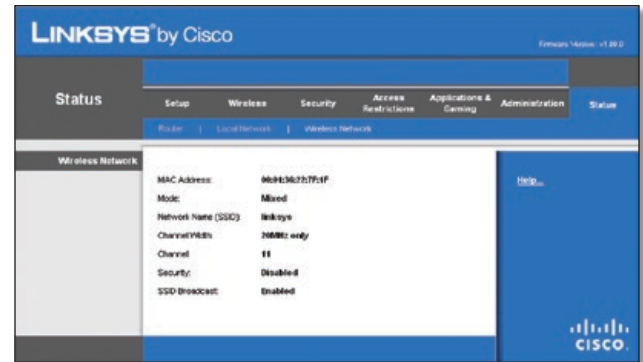 LINKSYS® by Cisco
Firmware Version: v1.00.0
Status
Setup
Wireless
Security
Access Restrictions
Applications & Gaming
Administration
Status
Router | Local Network | Wireless Network
Wireless Network
MAC Address:
Mode: Mixed
Network Name (SSID): linksys
Channel Width: 20MHz only
Channel 11
Security: Disabled
SSID Broadcast: Enabled
Help...
CISCO.